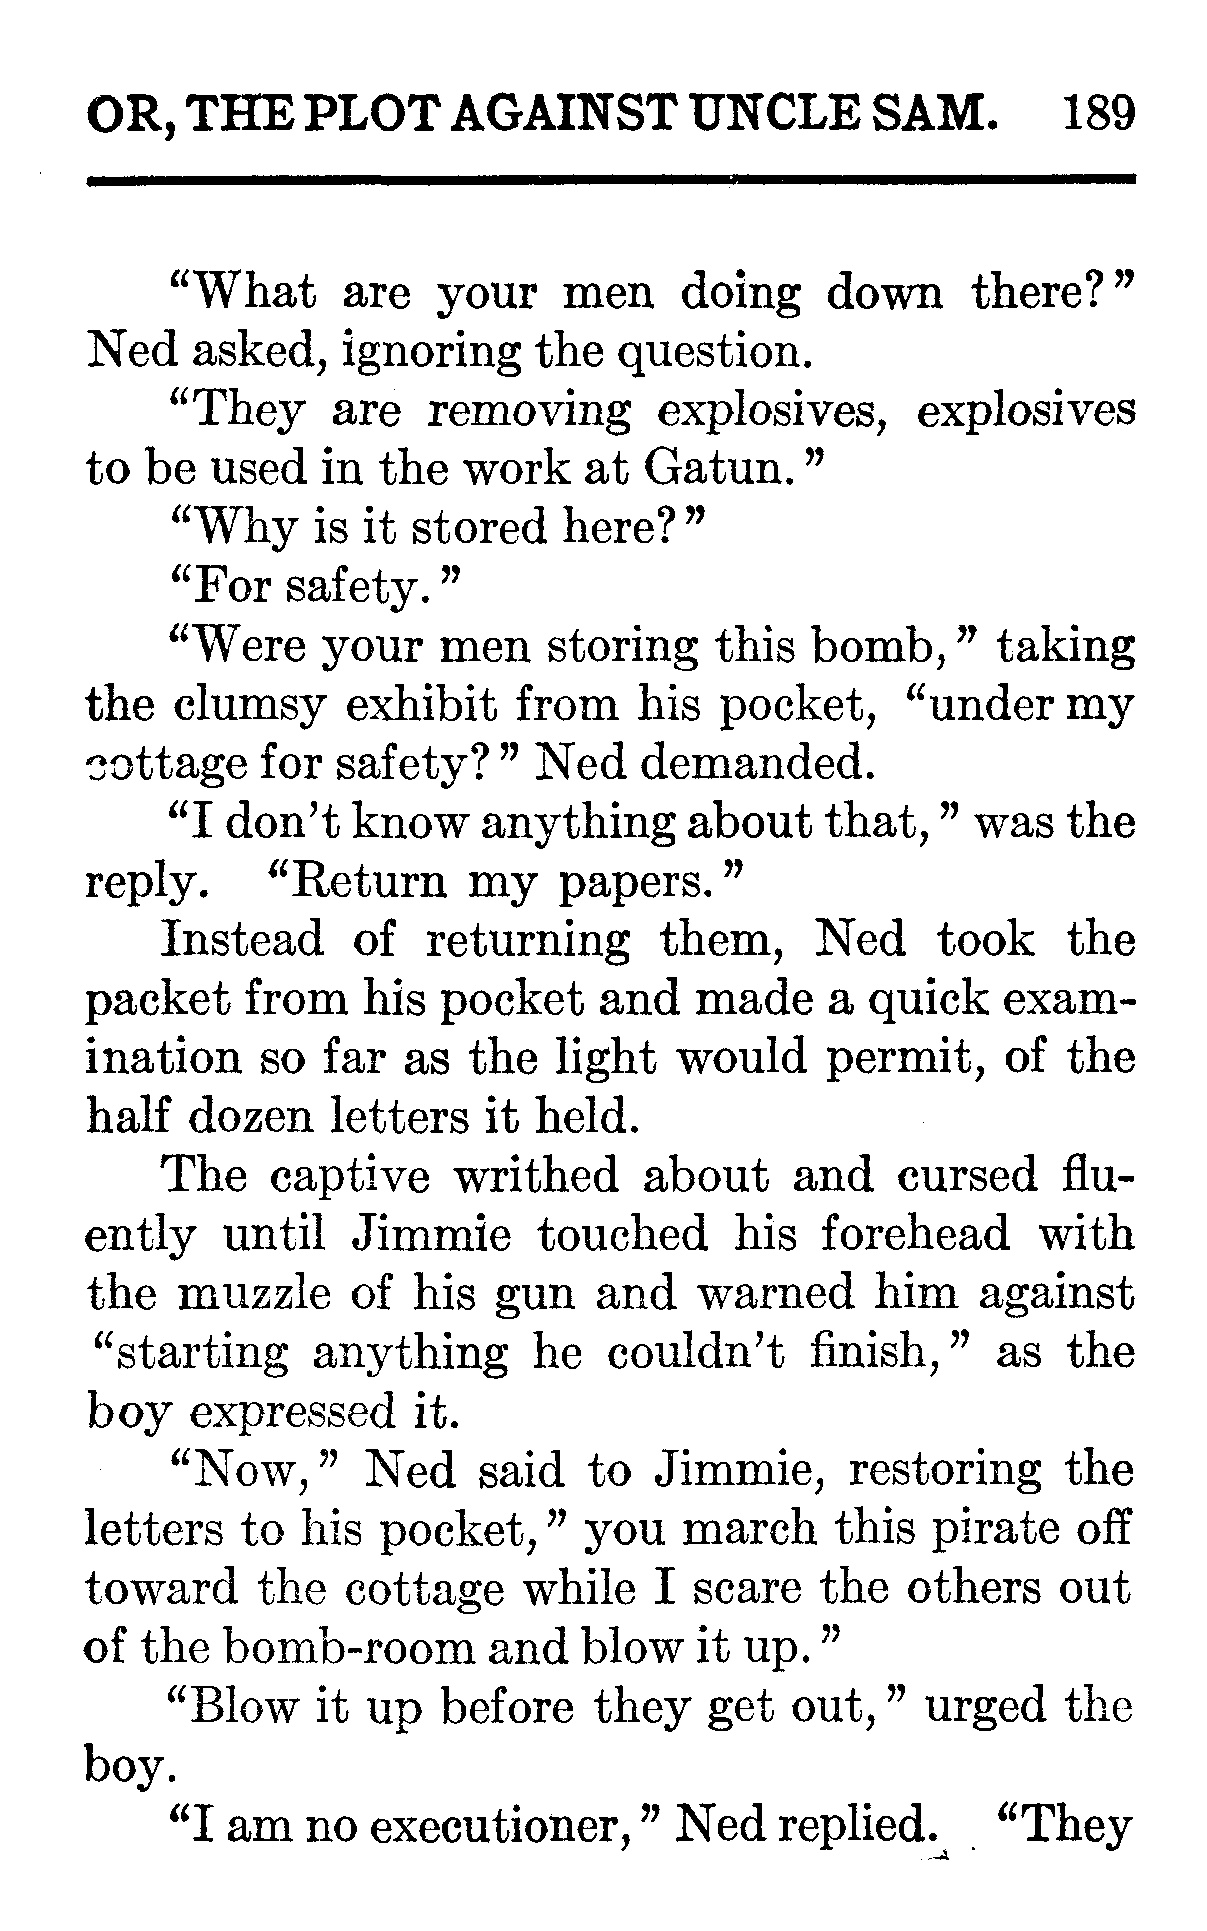 OR, THE PLOT AGAINST UNCLE SAM. 189
“What are your men doing down there?”
Ned asked, ignoring the question.
“They are removing explosives, explosives
to be used in the work at Gatun.”
“Why is it stored here?”
“For safety.”
“Were your men storing this bomb,” taking
the clumsy exhibit from his pocket, “under my
cottage for safety?” Ned demanded.
“I don’t know anything about that,” was the
reply. “Return my papers.”
Instead of returning them, Ned took the
packet from his pocket and made a quick exam-
ination so far as the light would permit, of the
half dozen letters it held.
The captive writhed about and cursed flu-
ently until Jimmie touched his forehead with
the muzzle of his gun and warned him against
“starting anything he couldn’t finish,” as the
boy expressed it.
“Now,” Ned said to Jimmie, restoring the
letters to his pocket,” you march this pirate off
toward the cottage while I scare the others out
of the bomb-room and blow it up.”
“Blow it up before they get out,” urged the
boy.
“I am no executioner,” Ned replied. “They